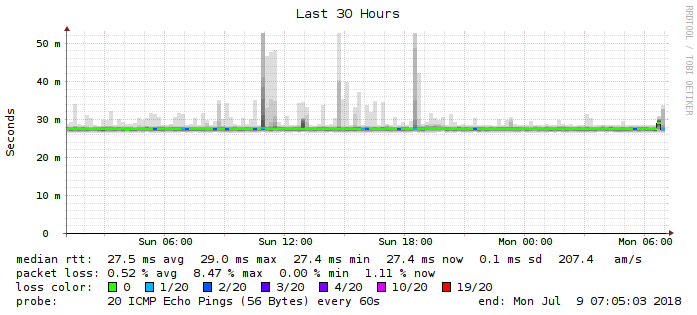 Last 30 Hours
RRDTOOL / TOBI OETIKER
Seconds
50 m
40 m
30 m
20 m
10 m
0
Sun 06:00 Sun 12:00 Sun 18:00 Mon 00:00 Mon 06:00
median rtt: 27.5 ms avg 29.0 ms max 27.4 ms min 27.4 ms now 0.1 ms sd 207.4 am/s
packet loss: 0.52 % avg 8.47 % max 0.00 % min 1.11 % now
loss color: 0 1/20 2/20 3/20 4/20 10/20 19/20
probe: 20 ICMP Echo Pings (56 Bytes) every 60s end: Mon Jul 9 07:05:03 2018